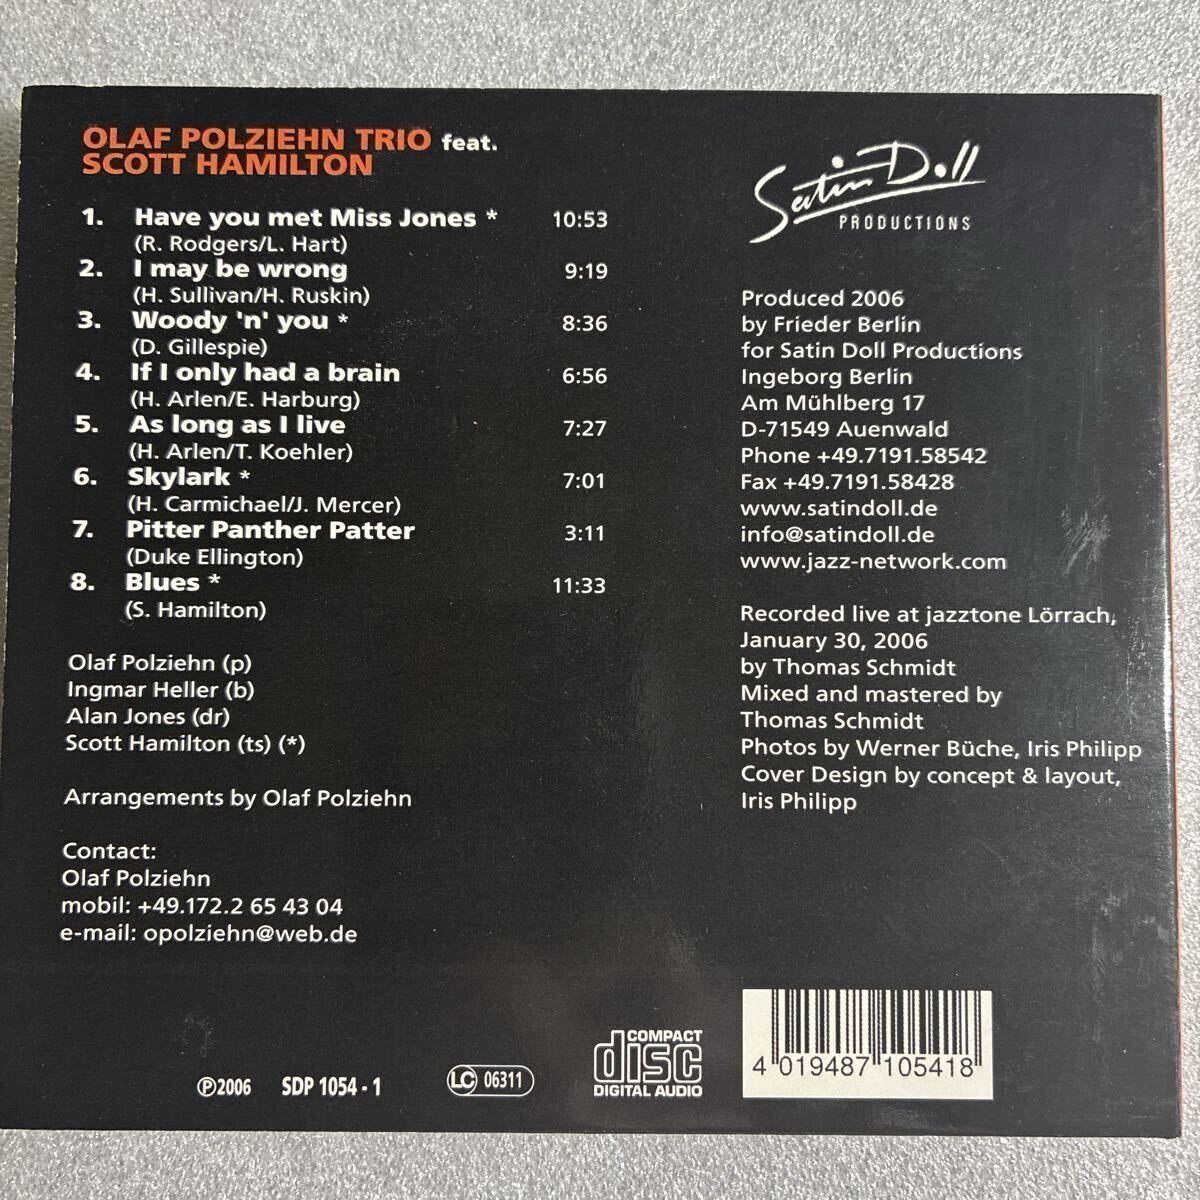 OLAF POLZIEHN TRIO feat.
SCOTT HAMILTON
1. Have you met Miss Jones * 10:53
(R. Rodgers/L. Hart)
2. I may be wrong 9:19
(H. Sullivan/H. Ruskin)
3. Woody 'n' you * 8:36
(D. Gillespie)
4. If I only had a brain 6:56
(H. Arlen/E. Harburg)
5. As long as I live 7:27
(H. Arlen/T. Koehler)
6. Skylark * 7:01
(H. Carmichael/J. Mercer)
7. Pitter Panther Patter 3:11
(Duke Ellington)
8. Blues * 11:33
(S. Hamilton)
Olaf Polziehn (p)
Ingmar Heller (b)
Alan Jones (dr)
Scott Hamilton (ts) (*)
Arrangements by Olaf Polziehn
Contact:
Olaf Polziehn
mobil: +49.172.2 65 43 04
e-mail: opolziehn@web.de
Satin Doll
PRODUCTIONS
Produced 2006
by Frieder Berlin
for Satin Doll Productions
Ingeborg Berlin
Am Mühlberg 17
D-71549 Auenwald
Phone +49.7191.58542
Fax +49.7191.58428
www.satindoll.de
info@satindoll.de
www.jazz-network.com
Recorded live at jazztone Lörrach,
January 30, 2006
by Thomas Schmidt
Mixed and mastered by
Thomas Schmidt
Photos by Werner Büche, Iris Philipp
Cover Design by concept & layout,
Iris Philipp
℗2006 SDP 1054 - 1
LC 06311
COMPACT
disc
DIGITAL AUDIO
4 019487 105418